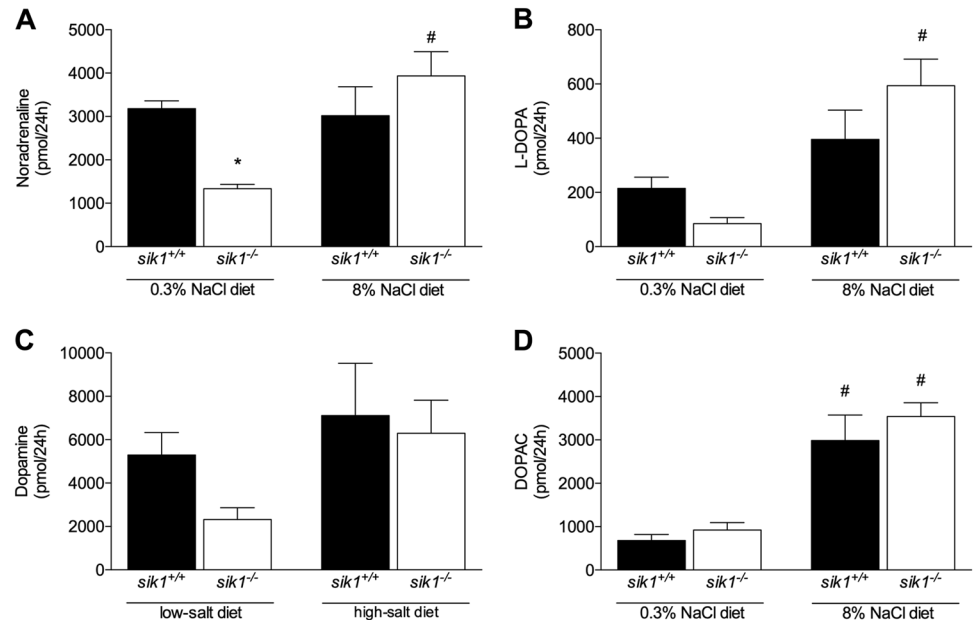 A
Noradrenaline
(pmol/24h)
5000
4000
3000
2000
1000
0
*
#
sik1+/+ sik1-/- sik1+/+ sik1-/-
0.3% NaCl diet 8% NaCl diet
B
L-DOPA
(pmol/24h)
800
600
400
200
0
#
sik1+/+ sik1-/- sik1+/+ sik1-/-
0.3% NaCl diet 8% NaCl diet
C
Dopamine
(pmol/24h)
10000
8000
6000
4000
2000
0
sik1+/+ sik1-/- sik1+/+ sik1-/-
low-salt diet high-salt diet
D
DOPAC
(pmol/24h)
5000
4000
3000
2000
1000
0
# #
sik1+/+ sik1-/- sik1+/+ sik1-/-
0.3% NaCl diet 8% NaCl diet